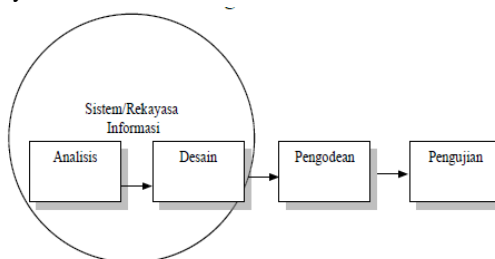 Sistem/Rekayasa
Informasi
Analisis
Desain
Pengodean
Pengujian